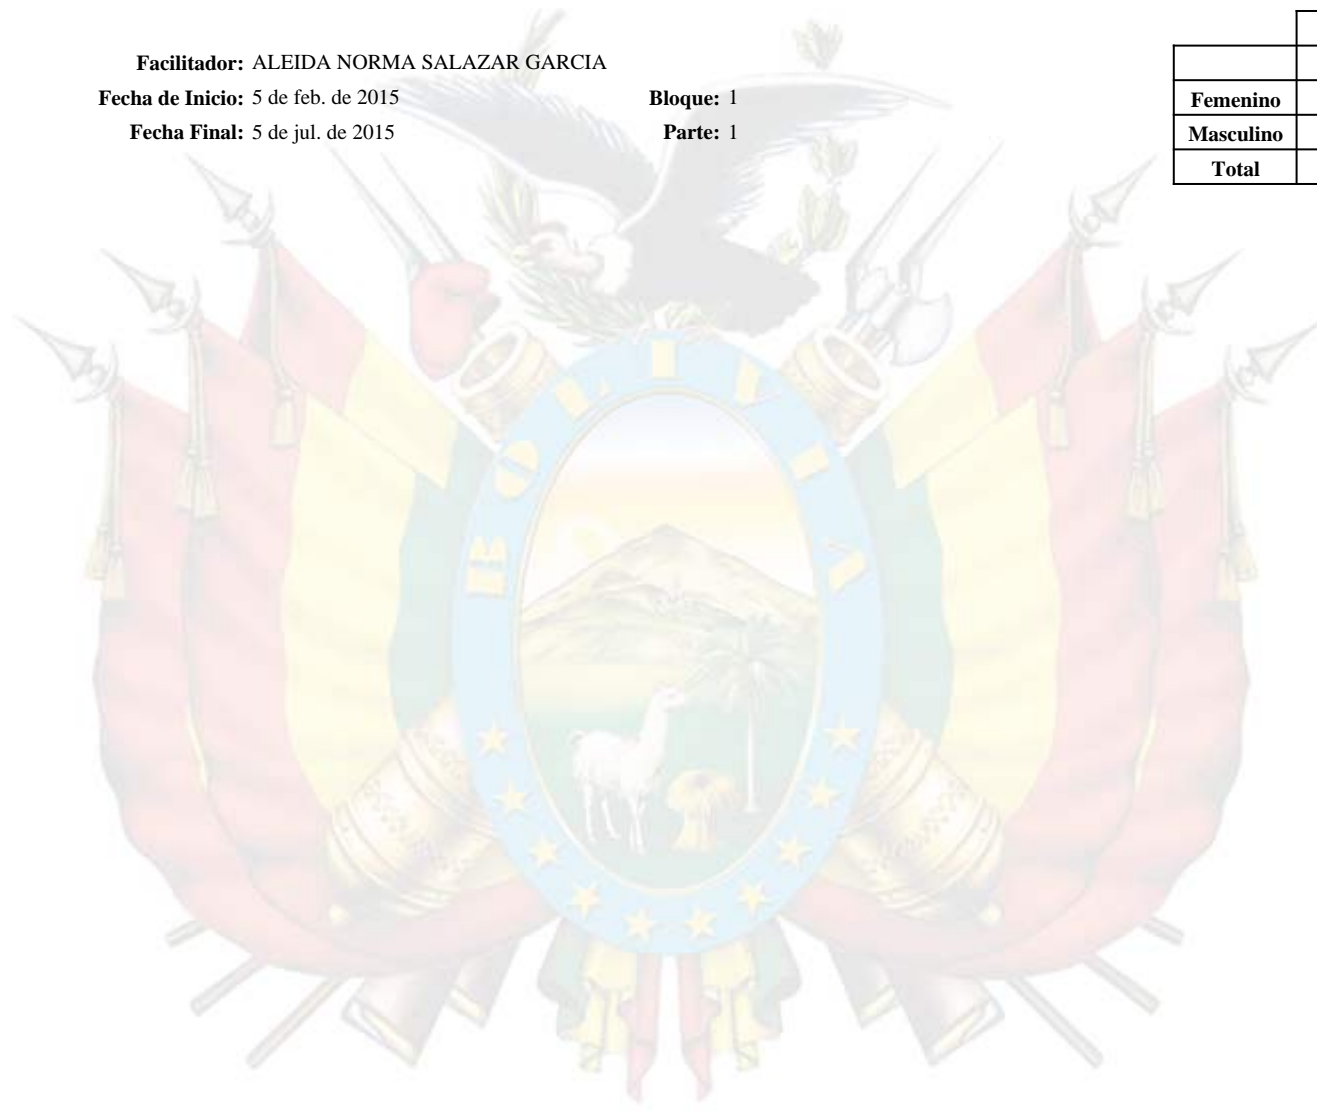 Facilitador: ALEIDA NORMA SALAZAR GARCIA
Fecha de Inicio: 5 de feb. de 2015 Bloque: 1
Fecha Final: 5 de jul. de 2015 Parte: 1
Femenino
Masculino
Total
BOLIVIA